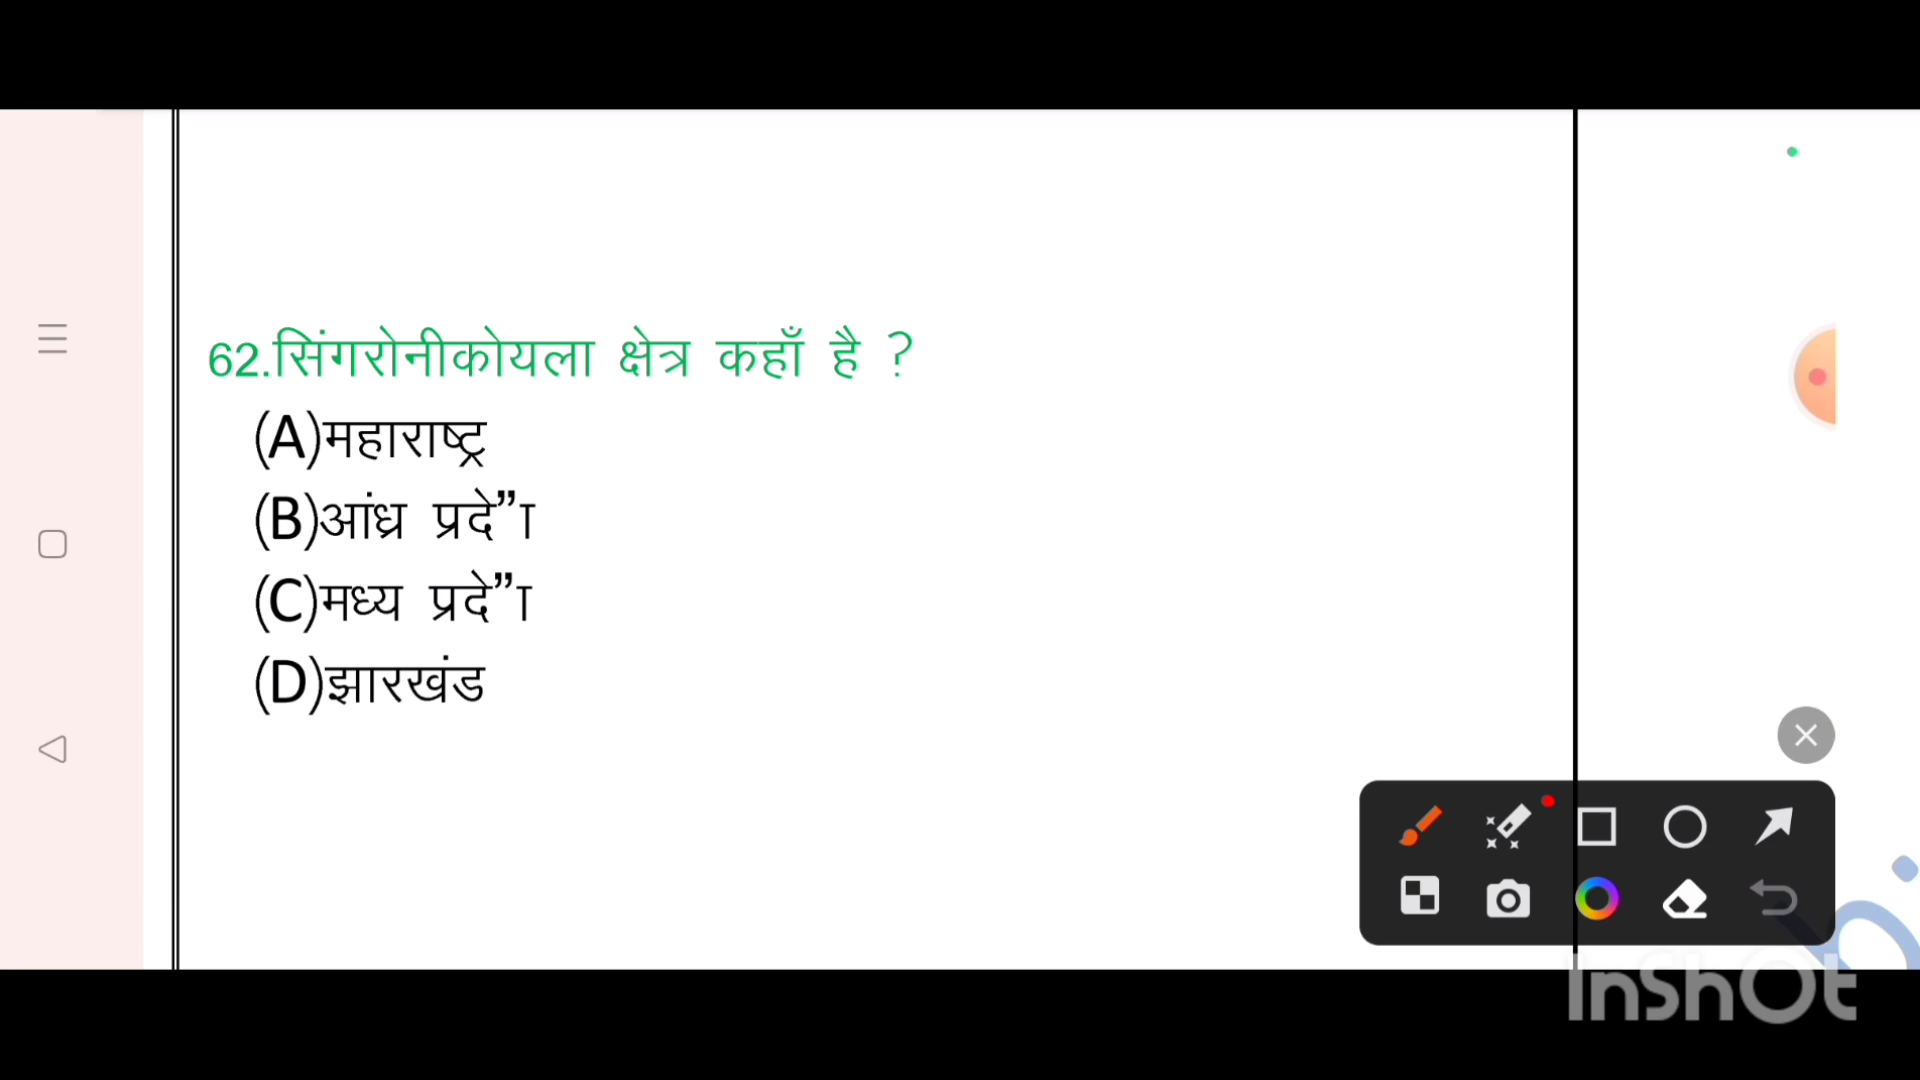 62.सिंगरोनीकोयला क्षेत्र कहाँ है ?
(A)महाराष्ट्र
(B)आंध्र प्रदे”ा
(C)मध्य प्रदे”ा
(D)झारखंड
InShOt